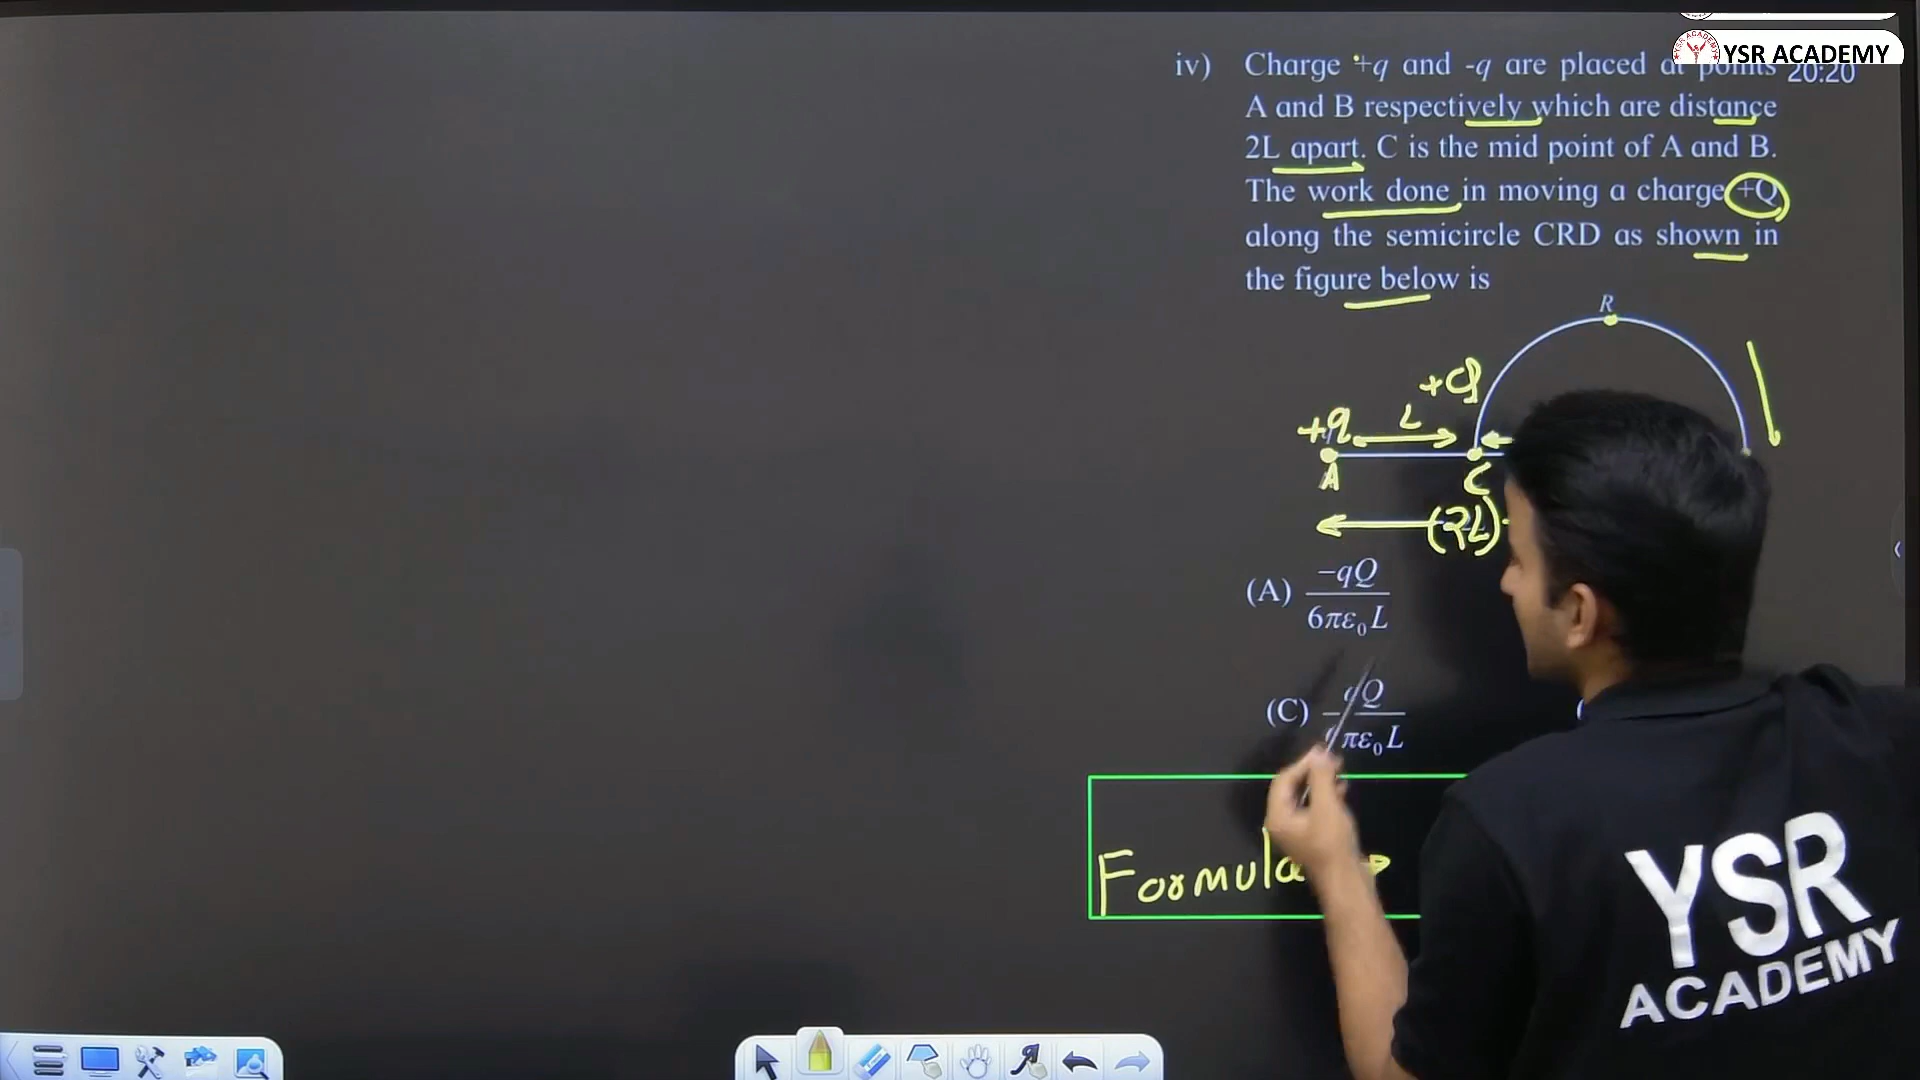 YSR ACADEMY
20:20
iv) Charge +q and -q are placed at points
A and B respectively which are distance
2L apart. C is the mid point of A and B.
The work done in moving a charge +Q
along the semicircle CRD as shown in
the figure below is
R
+Q
+q L
A C
(2L)
(A) −qQ
6πε₀L
(C) qQ
πε₀L
Formula
YSR
ACADEMY